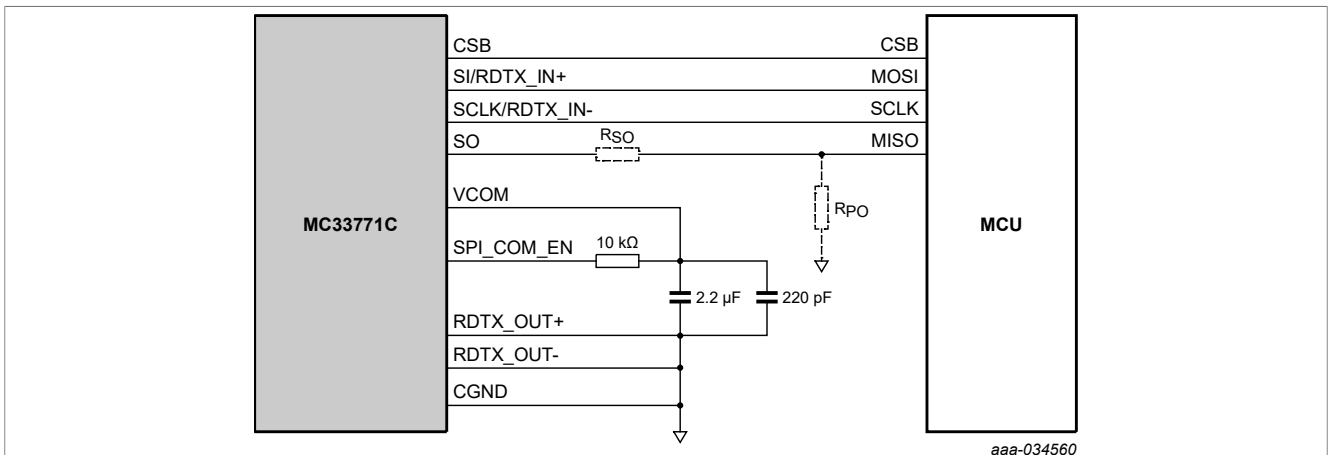 CSB
CSB
SI/RDTX_IN+
MOSI
SCLK/RDTX_IN-
SCLK
SO
RSO
MISO
VCOM
RPO
MC33771C
MCU
SPI_COM_EN
10 kΩ
2.2 µF
220 pF
RDTX_OUT+
RDTX_OUT-
CGND
aaa-034560